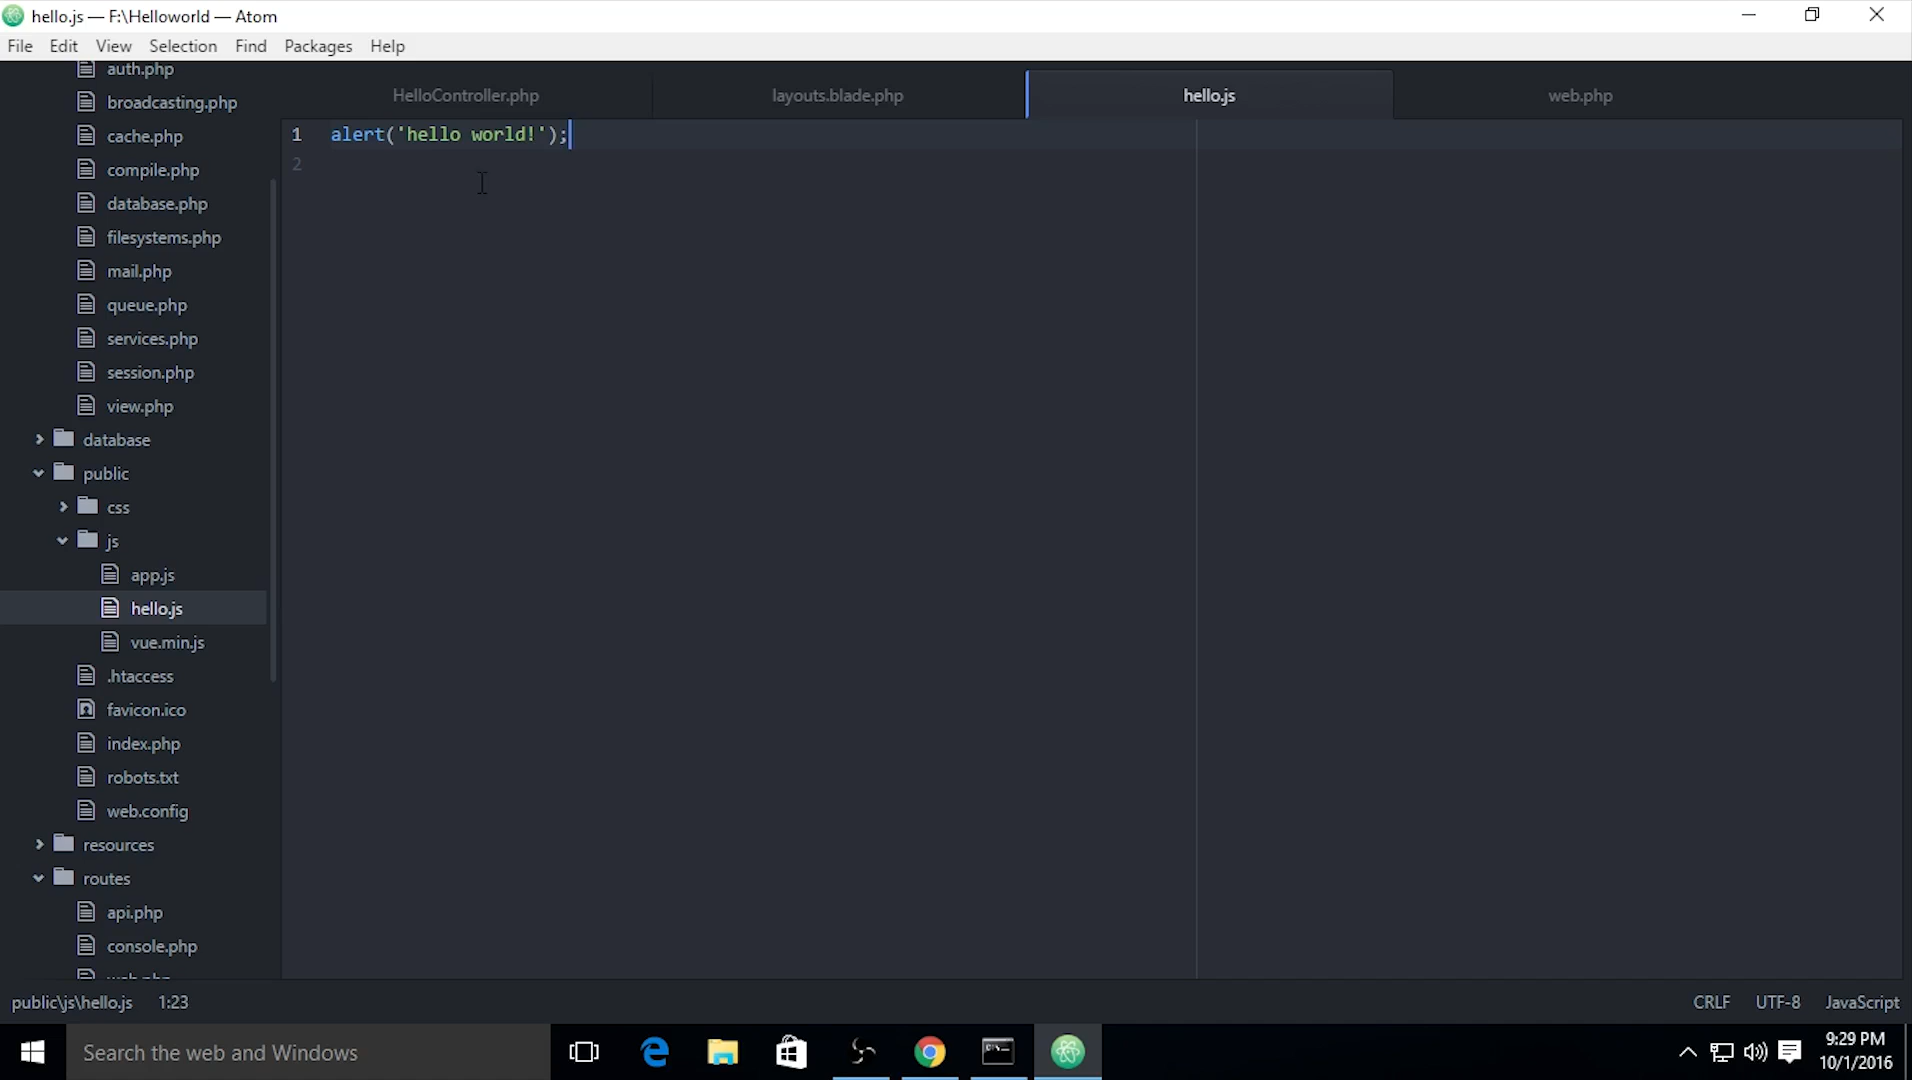 hello.js — F:\Helloworld — Atom
File Edit View Selection Find Packages Help
auth.php
broadcasting.php
cache.php
compile.php
database.php
filesystems.php
mail.php
queue.php
services.php
session.php
view.php
database
public
css
js
app.js
hello.js
vue.min.js
.htaccess
favicon.ico
index.php
robots.txt
web.config
resources
routes
api.php
console.php
web.php
HelloController.php layouts.blade.php hello.js web.php
1 alert('hello world!');
2
public\js\hello.js 1:23 CRLF UTF-8 JavaScript
Search the web and Windows
9:29 PM
10/1/2016